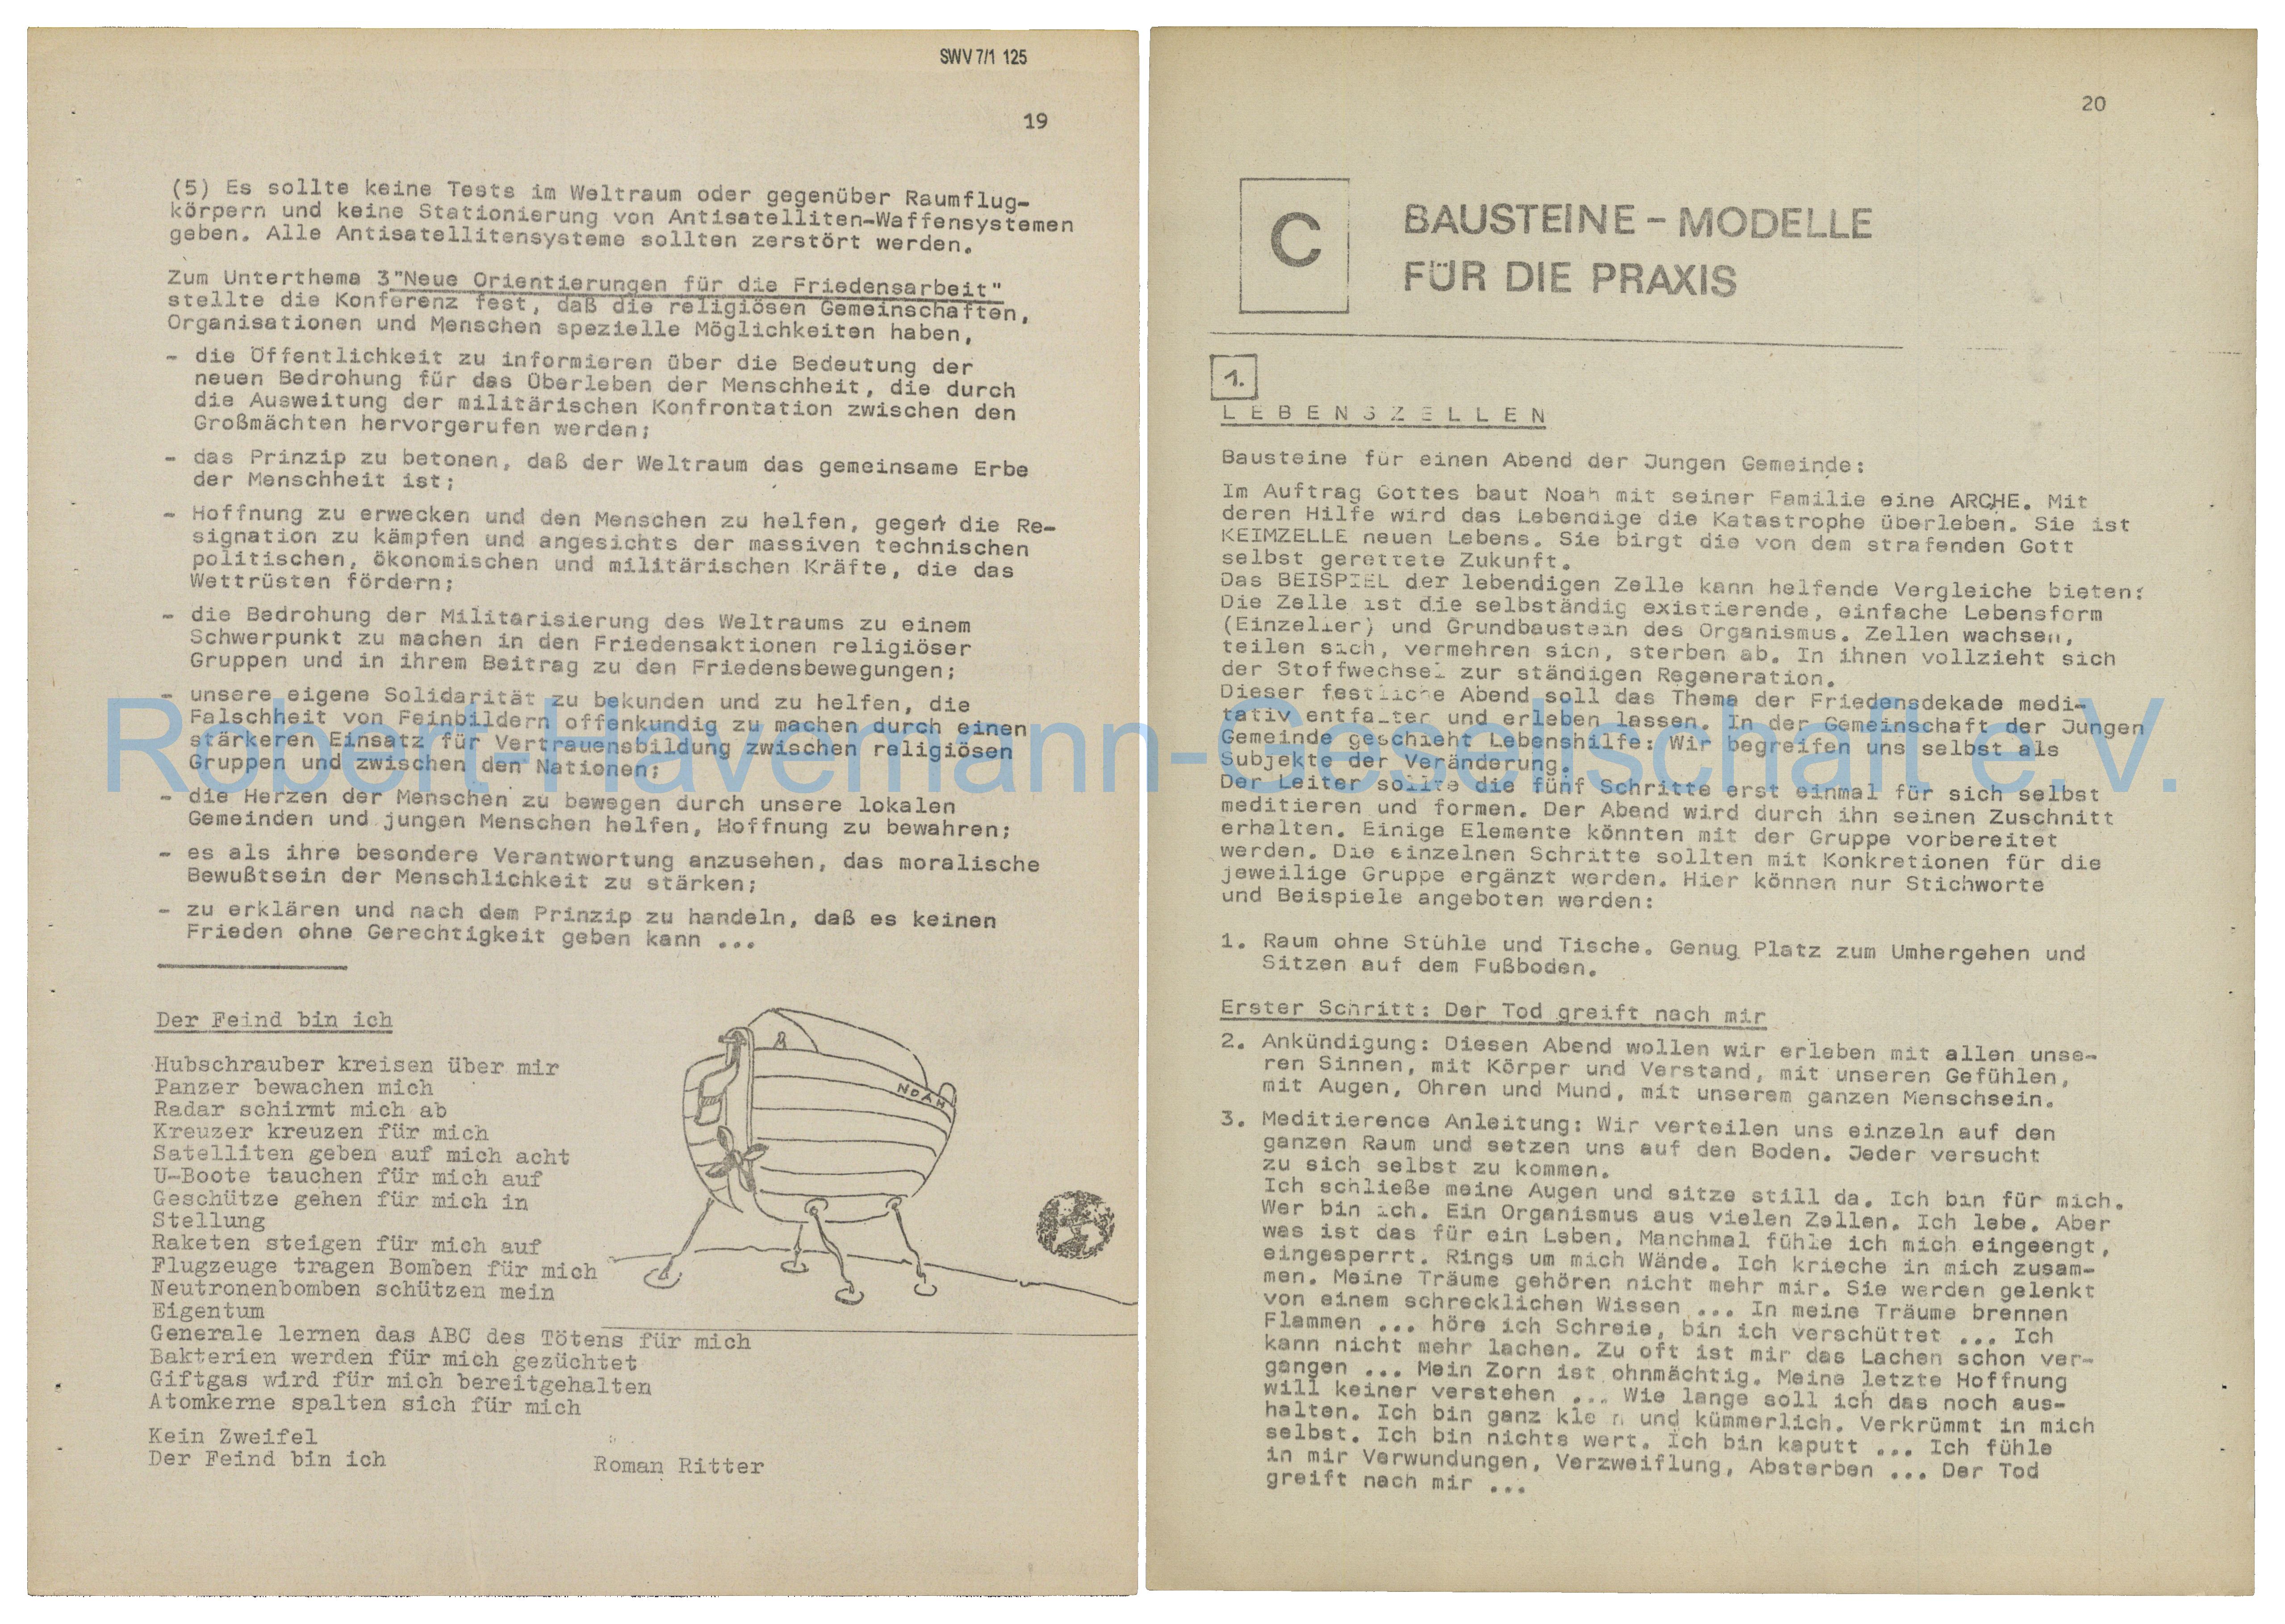 SWV 7/1 125
19
(5) Es sollte keine Tests im Weltraum oder gegenüber Raumflug-
körpern und keine Stationierung von Antisatelliten-Waffensystemen
geben. Alle Antisatellitensysteme sollten zerstört werden.
Zum Unterthema 3"Neue Orientierungen für die Friedensarbeit"
stellte die Konferenz fest, daß die religiösen Gemeinschaften,
Organisationen und Menschen spezielle Möglichkeiten haben,
- die Öffentlichkeit zu informieren über die Bedeutung der
neuen Bedrohung für das Überleben der Menschheit, die durch
die Ausweitung der militärischen Konfrontation zwischen den
Großmächten hervorgerufen werden;
- das Prinzip zu betonen, daß der Weltraum das gemeinsame Erbe
der Menschheit ist;
- Hoffnung zu erwecken und den Menschen zu helfen, gegen die Re-
signation zu kämpfen und angesichts der massiven technischen
politischen, ökonomischen und militärischen Kräfte, die das
Wettrüsten fördern;
- die Bedrohung der Militarisierung des Weltraums zu einem
Schwerpunkt zu machen in den Friedensaktionen religiöser
Gruppen und in ihrem Beitrag zu den Friedensbewegungen;
- unsere eigene Solidarität zu bekunden und zu helfen, die
Falschheit von Feinbildern offenkundig zu machen durch einen
stärkeren Einsatz für Vertrauensbildung zwischen religiösen
Gruppen und zwischen den Nationen;
- die Herzen der Menschen zu bewegen durch unsere lokalen
Gemeinden und jungen Menschen helfen, Hoffnung zu bewahren;
- es als ihre besondere Verantwortung anzusehen, das moralische
Bewußtsein der Menschlichkeit zu stärken;
- zu erklären und nach dem Prinzip zu handeln, daß es keinen
Frieden ohne Gerechtigkeit geben kann ...
Der Feind bin ich
Hubschrauber kreisen über mir
Panzer bewachen mich
Radar schirmt mich ab
Kreuzer kreuzen für mich
Satelliten geben auf mich acht
U-Boote tauchen für mich auf
Geschütze gehen für mich in
Stellung
Raketen steigen für mich auf
Flugzeuge tragen Bomben für mich
Neutronenbomben schützen mein
Eigentum
Generale lernen das ABC des Tötens für mich
Bakterien werden für mich gezüchtet
Giftgas wird für mich bereitgehalten
Atomkerne spalten sich für mich
Kein Zweifel
Der Feind bin ich
Roman Ritter
NOAH
20
C
BAUSTEINE - MODELLE
FÜR DIE PRAXIS
1.
LEBENSZELLEN
Bausteine für einen Abend der Jungen Gemeinde:
Im Auftrag Gottes baut Noah mit seiner Familie eine ARCHE. Mit
deren Hilfe wird das Lebendige die Katastrophe überleben. Sie ist
KEIMZELLE neuen Lebens. Sie birgt die von dem strafenden Gott
selbst gerettete Zukunft.
Das BEISPIEL der lebendigen Zelle kann helfende Vergleiche bieten:
Die Zelle ist die selbständig existierende, einfache Lebensform
(Einzeller) und Grundbaustein des Organismus. Zellen wachsen,
teilen sich, vermehren sich, sterben ab. In ihnen vollzieht sich
der Stoffwechsel zur ständigen Regeneration.
Dieser festliche Abend soll das Thema der Friedensdekade medi-
tativ entfalten und erleben lassen. In der Gemeinschaft der Jungen
Gemeinde geschieht Lebenshilfe: Wir begreifen uns selbst als
Subjekte der Veränderung.
Der Leiter sollte die fünf Schritte erst einmal für sich selbst
meditieren und formen. Der Abend wird durch ihn seinen Zuschnitt
erhalten. Einige Elemente könnten mit der Gruppe vorbereitet
werden. Die einzelnen Schritte sollten mit Konkretionen für die
jeweilige Gruppe ergänzt werden. Hier können nur Stichworte
und Beispiele angeboten werden:
1. Raum ohne Stühle und Tische. Genug Platz zum Umhergehen und
Sitzen auf dem Fußboden.
Erster Schritt: Der Tod greift nach mir
2. Ankündigung: Diesen Abend wollen wir erleben mit allen unse-
ren Sinnen, mit Körper und Verstand, mit unseren Gefühlen,
mit Augen, Ohren und Mund, mit unserem ganzen Menschsein.
3. Meditierende Anleitung: Wir verteilen uns einzeln auf den
ganzen Raum und setzen uns auf den Boden. Jeder versucht
zu sich selbst zu kommen.
Ich schließe meine Augen und sitze still da. Ich bin für mich.
Wer bin ich. Ein Organismus aus vielen Zellen. Ich lebe. Aber
was ist das für ein Leben. Manchmal fühle ich mich eingeengt,
eingesperrt. Rings um mich Wände. Ich krieche in mich zusam-
men. Meine Träume gehören nicht mehr mir. Sie werden gelenkt
von einem schrecklichen Wissen ... In meine Träume brennen
Flammen ... höre ich Schreie, bin ich verschüttet ... Ich
kann nicht mehr lachen. Zu oft ist mir das Lachen schon ver-
gangen ... Mein Zorn ist ohnmächtig. Meine letzte Hoffnung
will keiner verstehen ... Wie lange soll ich das noch aus-
halten. Ich bin ganz klein und kümmerlich. Verkrümmt in mich
selbst. Ich bin nichts wert. Ich bin kaputt ... Ich fühle
in mir Verwundungen, Verzweiflung, Absterben ... Der Tod
greift nach mir ...
Robert-Havemann-Gesellschaft e.V.